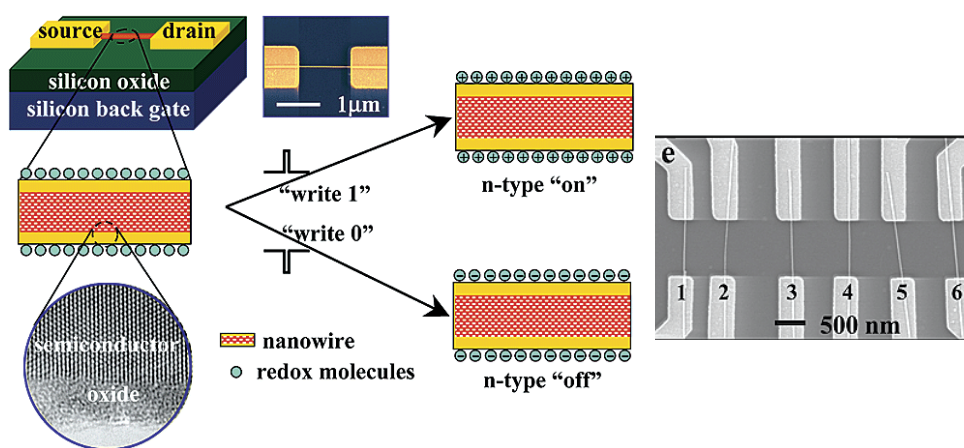 source
drain
silicon oxide
silicon back gate
1μm
"write 1"
"write 0"
n-type "on"
n-type "off"
semiconductor
oxide
nanowire
redox molecules
e
1 2 3 4 5 6
500 nm